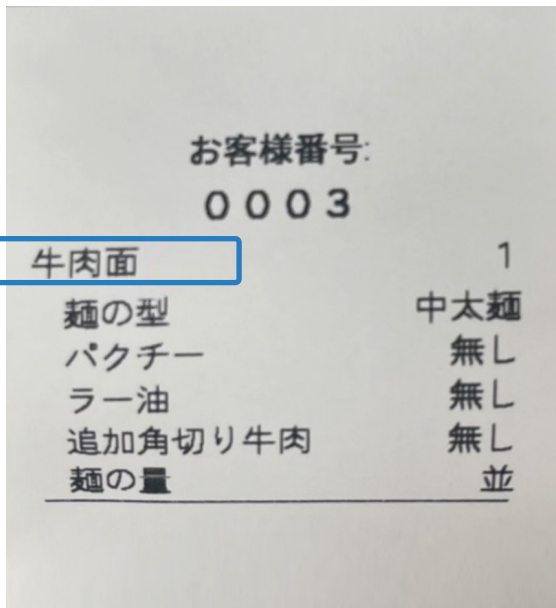 お客様番号:
0003
牛肉面 1
麺の型 中太麺
パクチー 無し
ラー油 無し
追加角切り牛肉 無し
麺の量 並